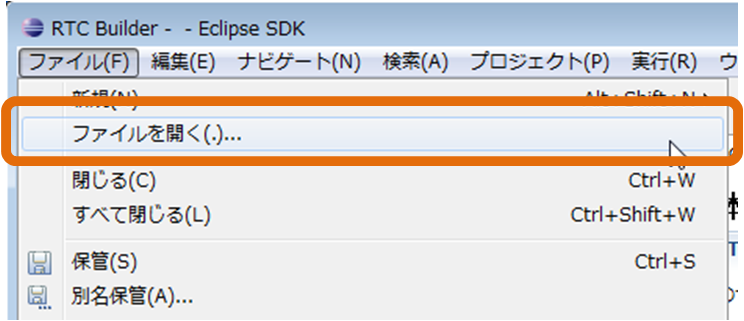 RTC Builder - - Eclipse SDK
ファイル(F) 編集(E) ナビゲート(N) 検索(A) プロジェクト(P) 実行(R) ウ
新規(N) Alt+Shift+N
ファイルを開く(.)...
閉じる(C) Ctrl+W
すべて閉じる(L) Ctrl+Shift+W
保管(S) Ctrl+S
別名保管(A)...